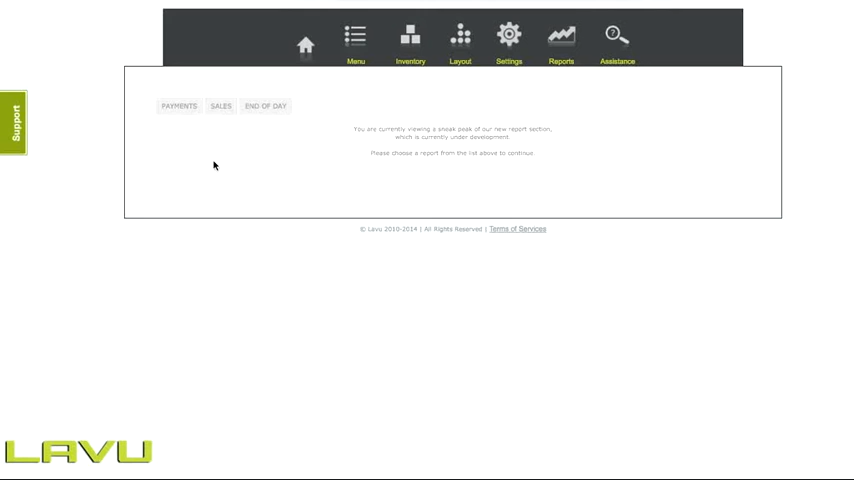 Menu Inventory Layout Settings Reports Assistance
Support
PAYMENTS SALES END OF DAY
You are currently viewing a sneak peak of our new report section,
which is currently under development
Please choose a report from the list above to continue
© Lavu 2010-2014 | All Rights Reserved | Terms of Services
LAVU